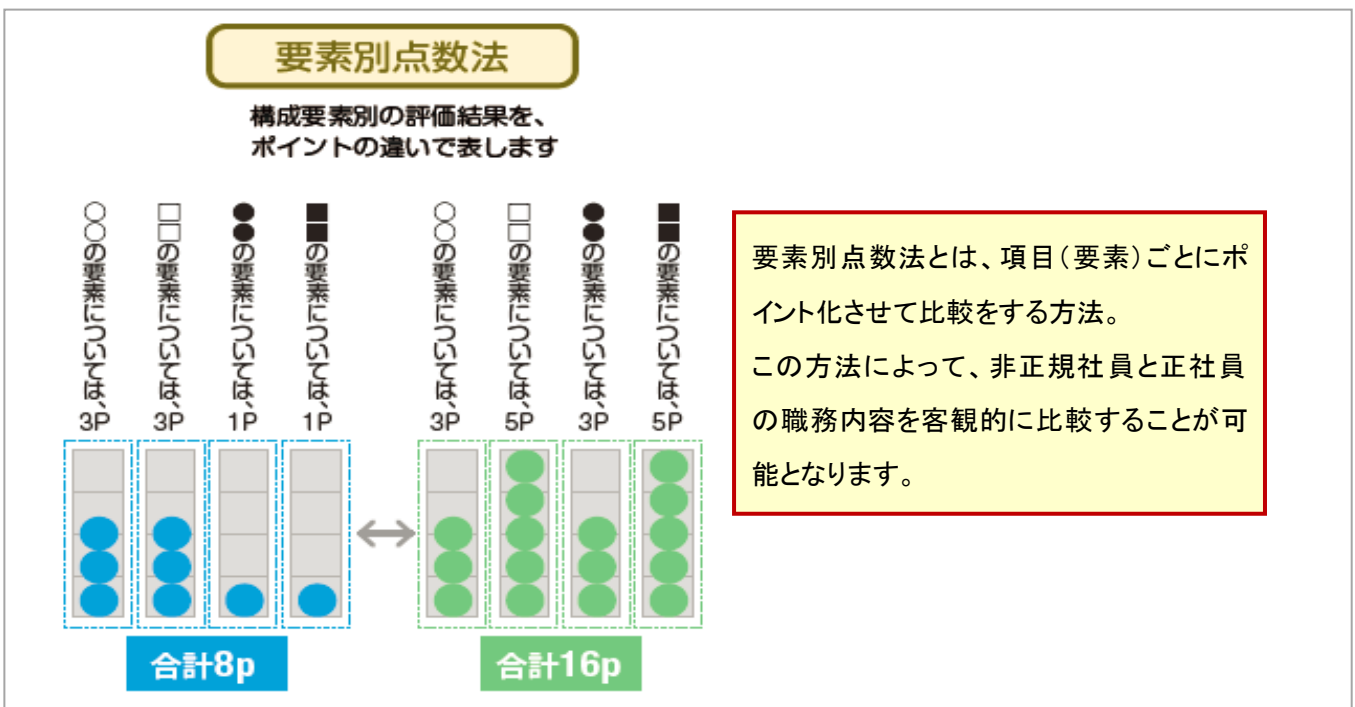 要素別点数法
構成要素別の評価結果を、
ポイントの違いで表します
○○の要素については、3P
□□の要素については、3P
●●の要素については、1P
■■の要素については、1P
○○の要素については、3P
□□の要素については、5P
●●の要素については、3P
■■の要素については、5P
合計8p
合計16p
要素別点数法とは、項目(要素)ごとにポ
イント化させて比較をする方法。
この方法によって、非正規社員と正社員
の職務内容を客観的に比較することが可
能となります。